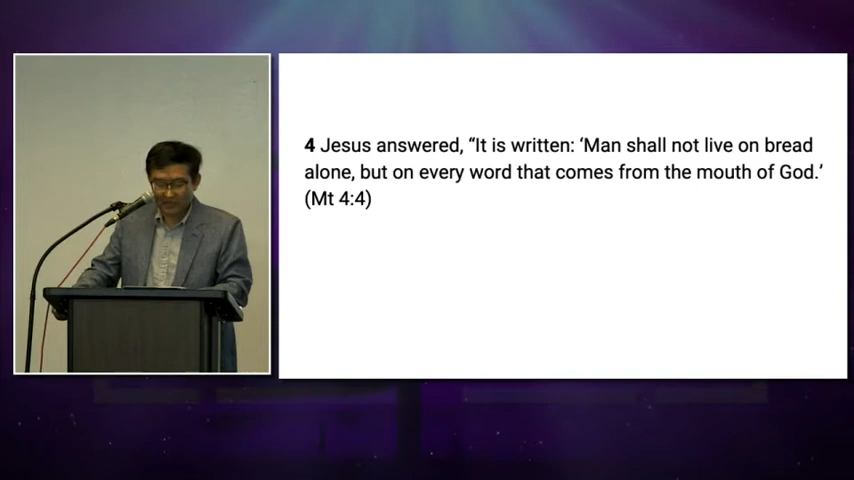 4 Jesus answered, “It is written: ‘Man shall not live on bread
alone, but on every word that comes from the mouth of God.’
(Mt 4:4)